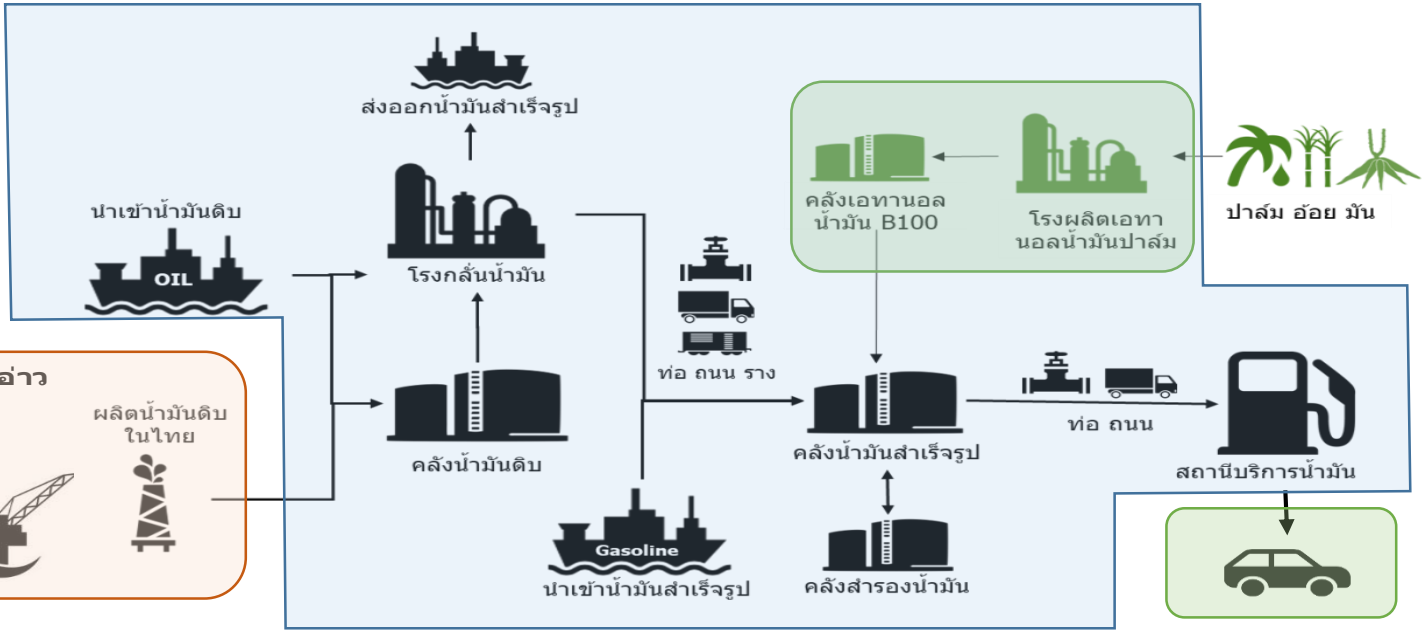 ส่งออกน้ำมันสำเร็จรูป
นำเข้าน้ำมันดิบ
OIL
โรงกลั่นน้ำมัน
คลังเอทานอล
น้ำมัน B100
โรงผลิตเอทา
นอลน้ำมันปาล์ม
ปาล์ม อ้อย มัน
ท่อ ถนน ราง
อ่าว
ผลิตน้ำมันดิบ
ในไทย
คลังน้ำมันดิบ
คลังน้ำมันสำเร็จรูป
ท่อ ถนน
สถานีบริการน้ำมัน
Gasoline
นำเข้าน้ำมันสำเร็จรูป
คลังสำรองน้ำมัน